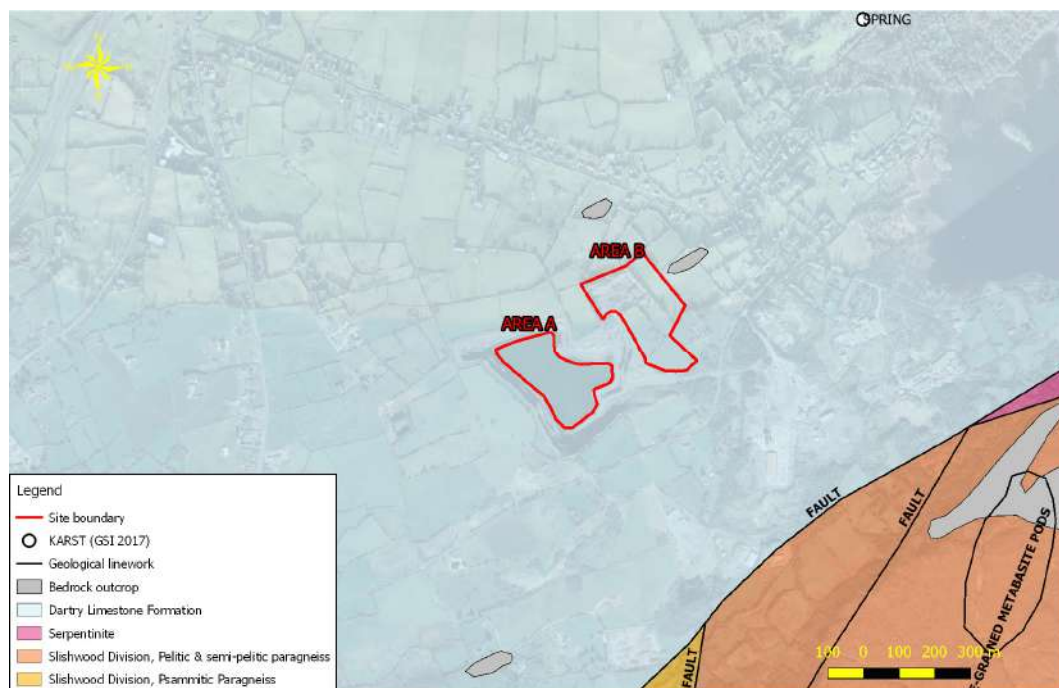 SPRING
AREA B
AREA A
FAULT
FAULT
FAULT
E-GRAINED METABASITE PODS
100 0 100 200 300 m
Legend
Site boundary
KARST (GSI 2017)
Geological linework
Bedrock outcrop
Dartry Limestone Formation
Serpentinite
Slishwood Division, Pelitic & semi-pelitic paragneiss
Slishwood Division, Psammitic Paragneiss